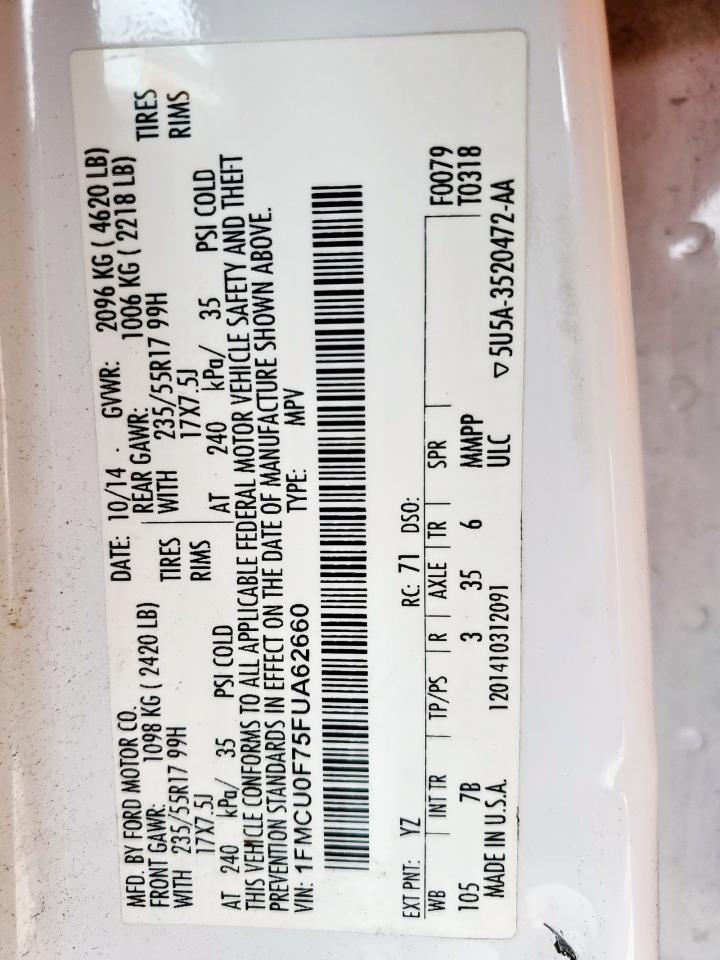 MFD. BY FORD MOTOR CO.
DATE: 10/14 . GVWR: 2096 KG ( 4620 LB)
FRONT GAWR: 1098 KG ( 2420 LB) REAR GAWR: 1006 KG ( 2218 LB)
WITH 235/55R17 99H TIRES WITH 235/55R17 99H TIRES
17X7.5J RIMS 17X7.5J RIMS
AT 240 kPa/ 35 PSI COLD AT 240 kPa/ 35 PSI COLD
THIS VEHICLE CONFORMS TO ALL APPLICABLE FEDERAL MOTOR VEHICLE SAFETY AND THEFT
PREVENTION STANDARDS IN EFFECT ON THE DATE OF MANUFACTURE SHOWN ABOVE.
VIN: 1FMCU0F75FUA62660 TYPE: MPV
EXT PNT: YZ RC: 71 DSO: F0079
WB INT TR TP/PS R AXLE TR SPR T0318
105 7B 3 35 6 MMPP
MADE IN U.S.A. 1201410312091 ULC ▽5U5A-3520472-AA